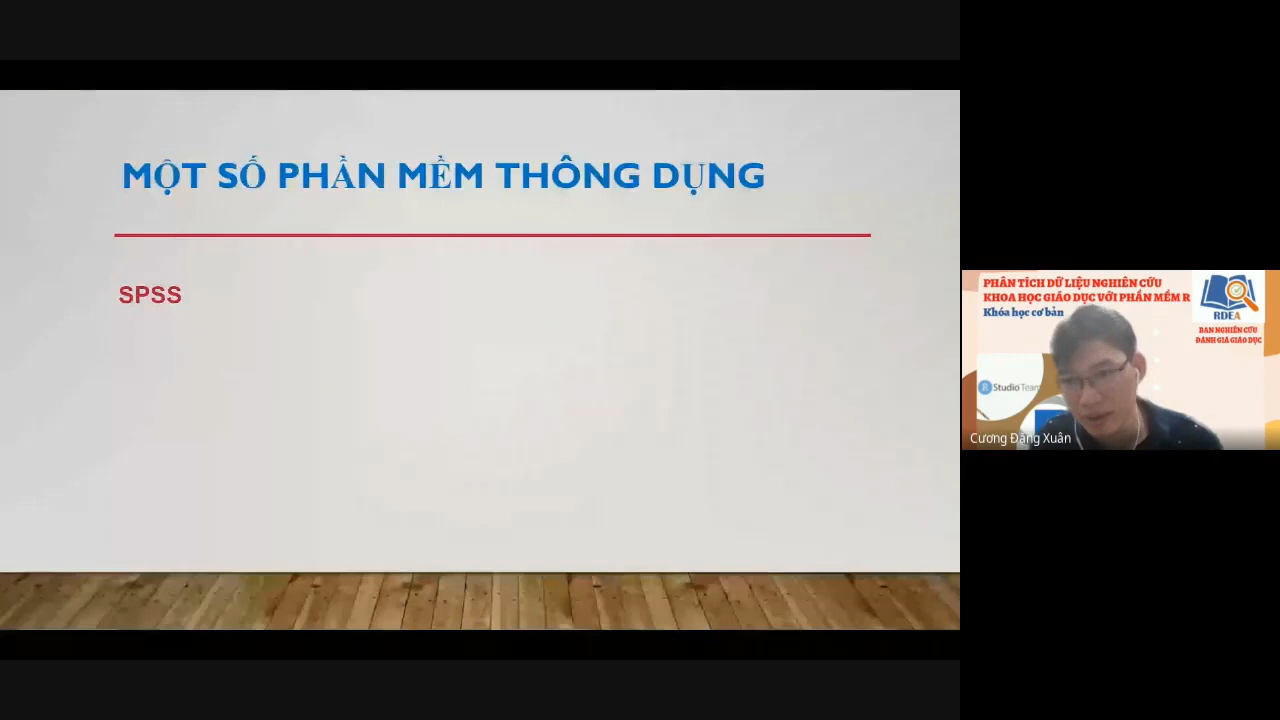 MỘT SỐ PHẦN MỀM THÔNG DỤNG
SPSS
PHÂN TÍCH DỮ LIỆU NGHIÊN CỨU
KHOA HỌC GIÁO DỤC VỚI PHẦN MỀM R
Khóa học cơ bản
RDEA
BAN NGHIÊN CỨU
ĐÁNH GIÁ GIÁO DỤC
R Studio Team
Cương Đặng Xuân